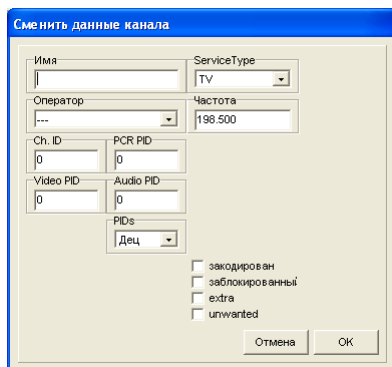 Сменить данные канала
Имя
ServiceType
TV
Оператор
Частота
---
198.500
Ch. ID
PCR PID
0
0
Video PID
Audio PID
0
0
PIDs
Дец
закодирован
заблокированный
extra
unwanted
Отмена
OK